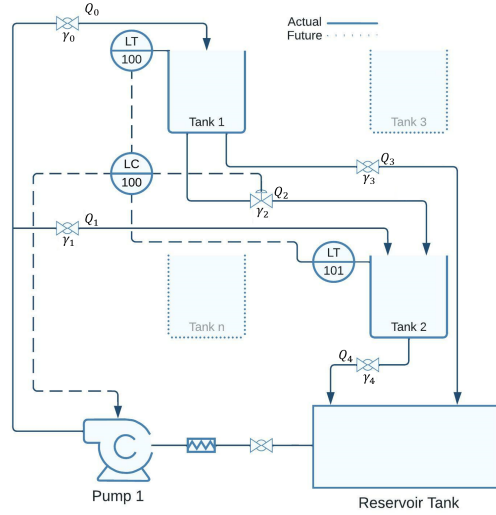 Q₀
γ₀
Actual
Future
LT
100
Tank 1
Tank 3
LC
100
Q₃
γ₃
Q₂
γ₂
Q₁
γ₁
LT
101
Tank n
Tank 2
Q₄
γ₄
Pump 1
Reservoir Tank